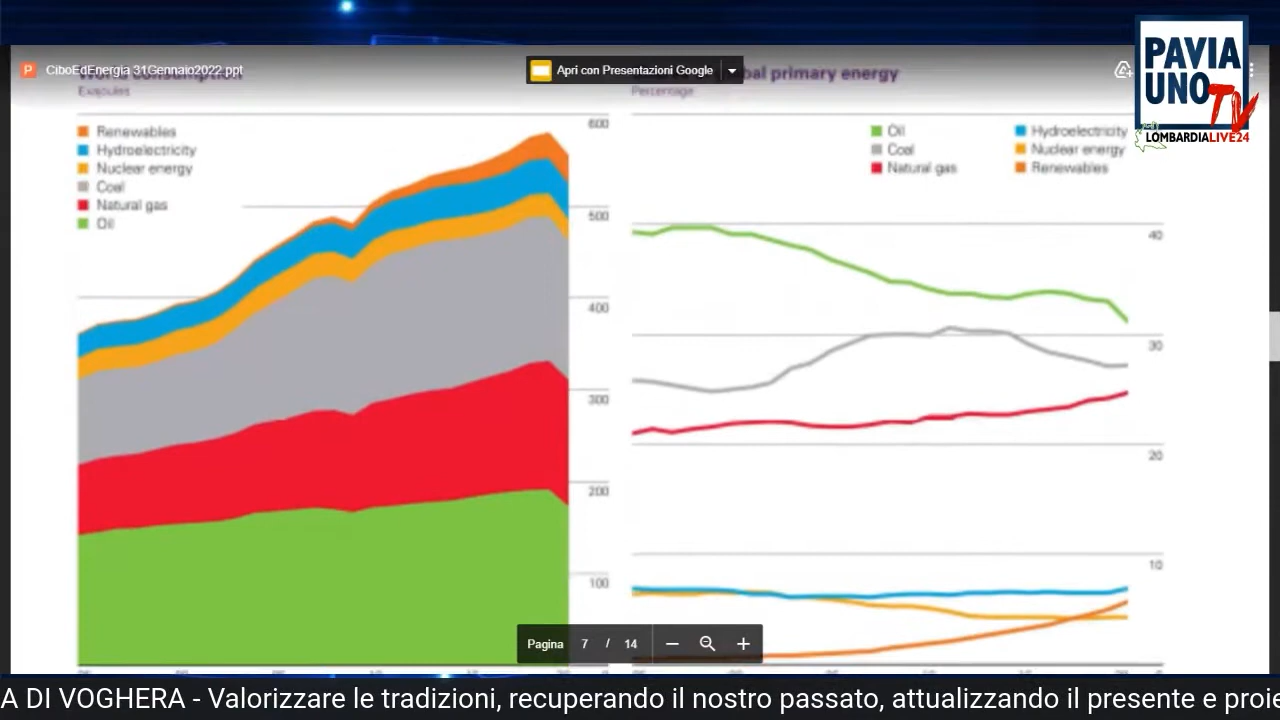 CiboEdEnergia 31Gennaio2022.ppt
Apri con Presentazioni Google
bal primary energy
PAVIA
UNO TV
LOMBARDIALIVE24
Exajoules
Percentage
600
500
400
300
200
100
Renewables
Hydroelectricity
Nuclear energy
Coal
Natural gas
Oil
Oil
Coal
Natural gas
Hydroelectricity
Nuclear energy
Renewables
40
30
20
10
Pagina 7 / 14
A DI VOGHERA - Valorizzare le tradizioni, recuperando il nostro passato, attualizzando il presente e proie